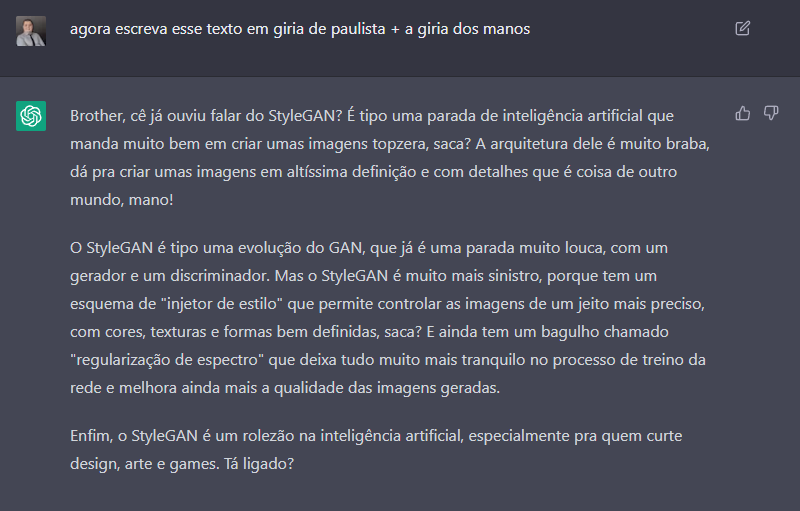 agora escreva esse texto em giria de paulista + a giria dos manos
Brother, cê já ouviu falar do StyleGAN? É tipo uma parada de inteligência artificial que
manda muito bem em criar umas imagens topzera, saca? A arquitetura dele é muito braba,
dá pra criar umas imagens em altíssima definição e com detalhes que é coisa de outro
mundo, mano!
O StyleGAN é tipo uma evolução do GAN, que já é uma parada muito louca, com um
gerador e um discriminador. Mas o StyleGAN é muito mais sinistro, porque tem um
esquema de "injetor de estilo" que permite controlar as imagens de um jeito mais preciso,
com cores, texturas e formas bem definidas, saca? E ainda tem um bagulho chamado
"regularização de espectro" que deixa tudo muito mais tranquilo no processo de treino da
rede e melhora ainda mais a qualidade das imagens geradas.
Enfim, o StyleGAN é um rolezão na inteligência artificial, especialmente pra quem curte
design, arte e games. Tá ligado?